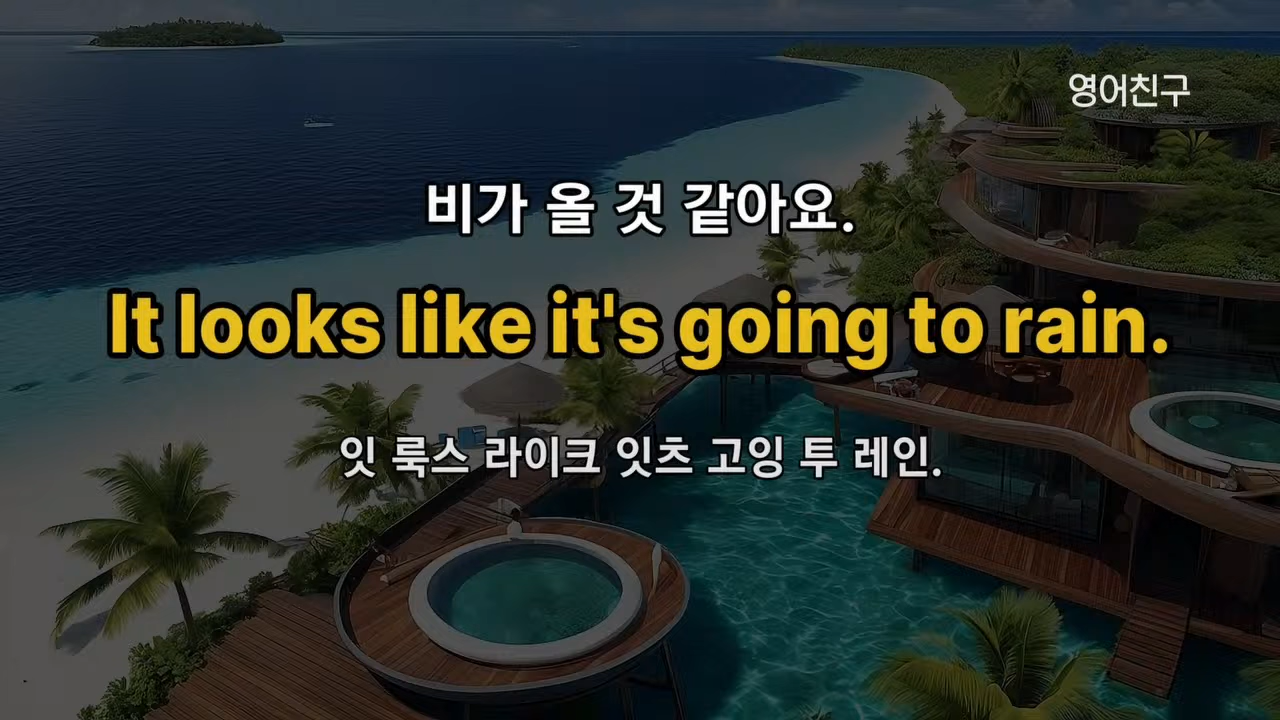 영어친구
비가 올 것 같아요.
It looks like it's going to rain.
잇 룩스 라이크 잇츠 고잉 투 레인.